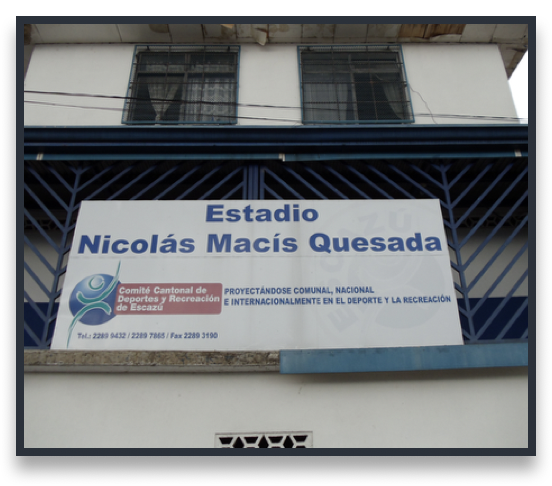 Estadio
Nicolás Macís Quesada
Comité Cantonal de
Deportes y Recreación
de Escazú
PROYECTÁNDOSE COMUNAL, NACIONAL
E INTERNACIONALMENTE EN EL DEPORTE Y LA RECREACIÓN
Tel.: 2289 9432 / 2289 7865 / Fax 2289 3190